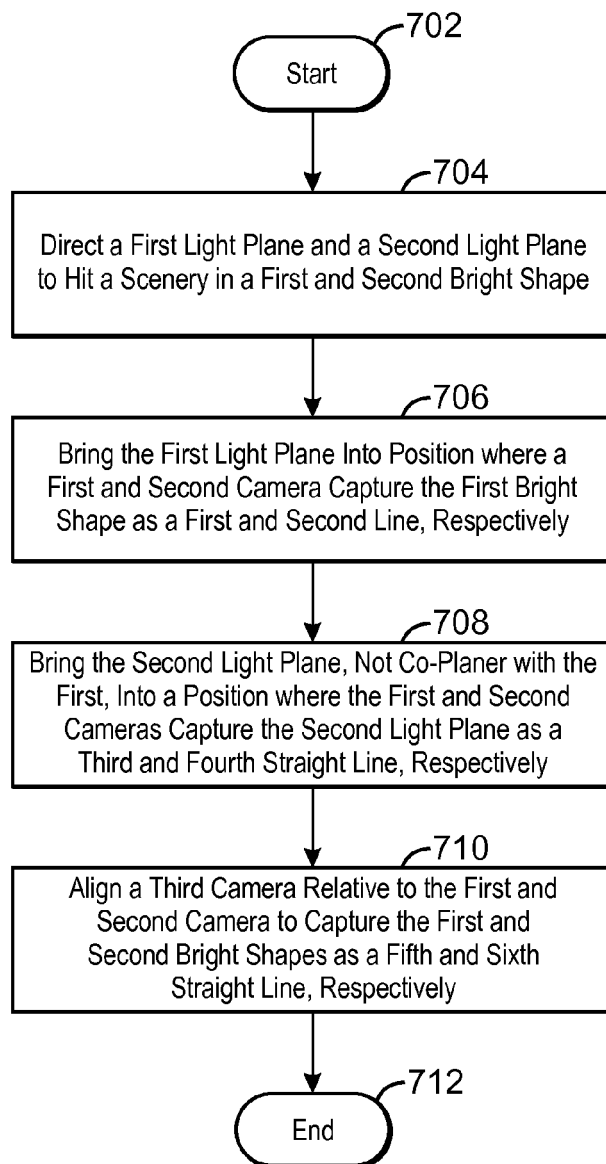 702
Start
704
Direct a First Light Plane and a Second Light Plane
to Hit a Scenery in a First and Second Bright Shape
706
Bring the First Light Plane Into Position where a
First and Second Camera Capture the First Bright
Shape as a First and Second Line, Respectively
708
Bring the Second Light Plane, Not Co-Planer with the
First, Into a Position where the First and Second
Cameras Capture the Second Light Plane as a
Third and Fourth Straight Line, Respectively
710
Align a Third Camera Relative to the First and
Second Camera to Capture the First and
Second Bright Shapes as a Fifth and Sixth
Straight Line, Respectively
712
End